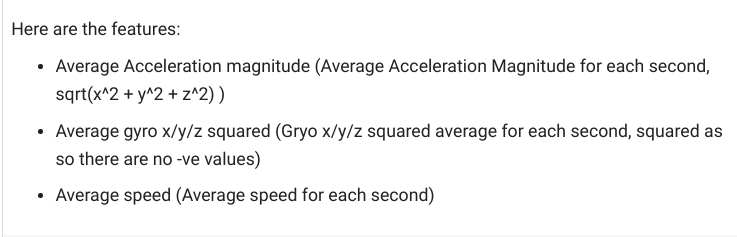 Here are the features:
• Average Acceleration magnitude (Average Acceleration Magnitude for each second,
sqrt(x^2 + y^2 + z^2) )
• Average gyro x/y/z squared (Gryo x/y/z squared average for each second, squared as
so there are no -ve values)
• Average speed (Average speed for each second)